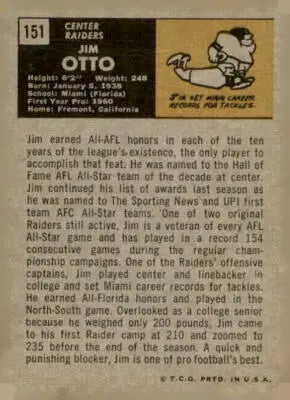 151
CENTER
RAIDERS
JIM
OTTO
Height: 6'2" Weight: 248
Born: January 5, 1938
School: Miami (Florida)
First Year Pro: 1960
Home: Fremont, California
JIM SET MIAMI CAREER
RECORDS FOR TACKLES.
Jim earned All-AFL honors in each of the ten
years of the league's existence, the only player to
accomplish that feat. He was named to the Hall of
Fame AFL All-Star team of the decade at center.
Jim continued his list of awards last season as
he was named to The Sporting News and UPI first
team AFC All-Star teams. One of two original
Raiders still active, Jim is a veteran of every AFL
All-Star game and has played in a record 154
consecutive games during the regular and
championship campaigns. One of the Raiders' offensive
captains, Jim played center and linebacker in
college and set Miami career records for tackles.
He earned All-Florida honors and played in the
North-South game. Overlooked as a college senior
because he weighed only 200 pounds, Jim came
to his first Raider camp at 210 and zoomed to
235 before the end of the season. A quick and
punishing blocker, Jim is one of pro football's best.
© T.C.G. PRTD. IN U.S.A.